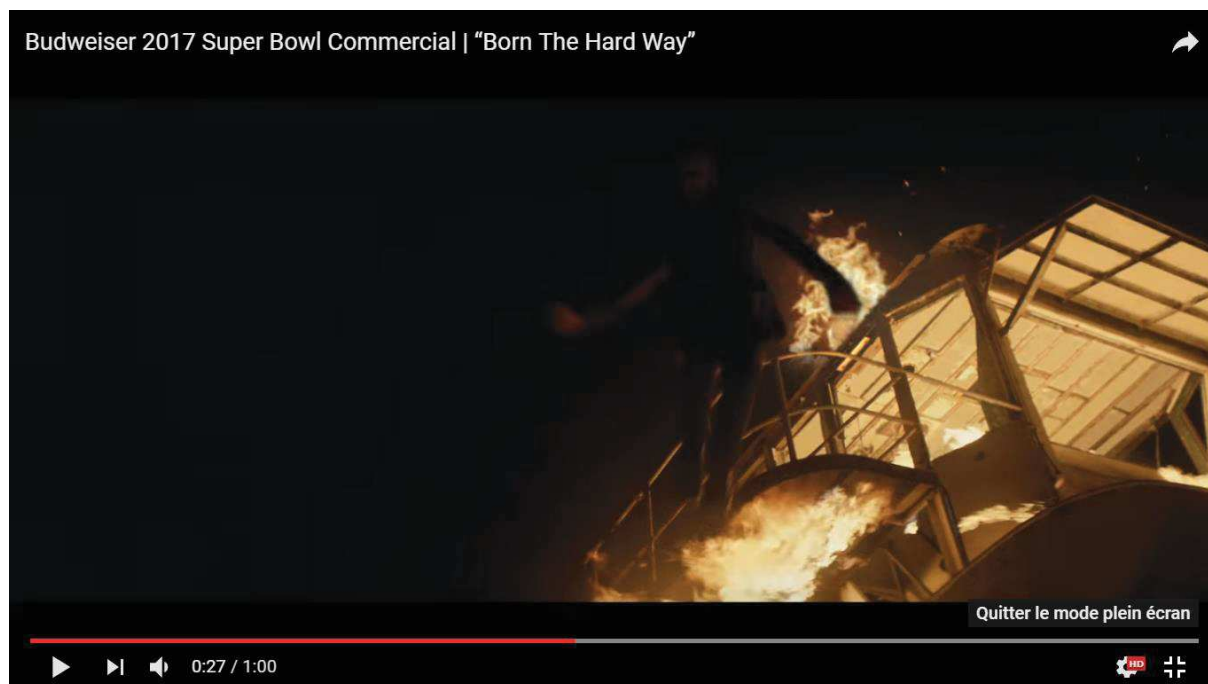 Budweiser 2017 Super Bowl Commercial | “Born The Hard Way”
Quitter le mode plein écran
0:27 / 1:00
HD